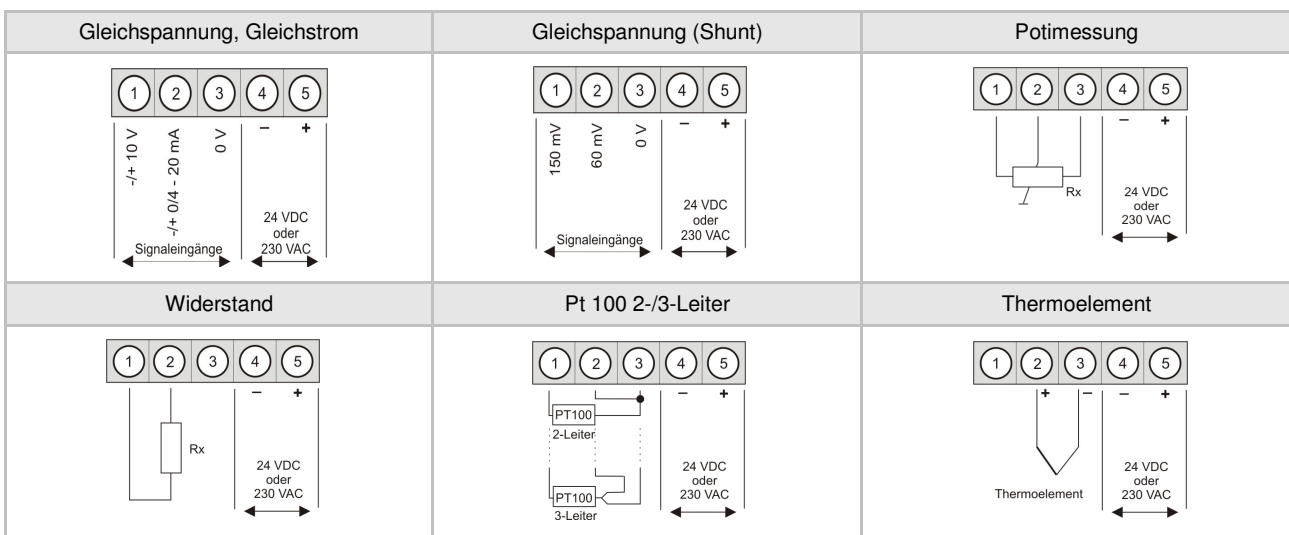 Gleichspannung, Gleichstrom
Gleichspannung (Shunt)
Potimessung
1 2 3 4 5
– +
-/+ 10 V
-/+ 0/4 - 20 mA
0 V
24 VDC
oder
230 VAC
Signaleingänge
1 2 3 4 5
– +
150 mV
60 mV
0 V
24 VDC
oder
230 VAC
Signaleingänge
1 2 3 4 5
– +
Rx
24 VDC
oder
230 VAC
Widerstand
Pt 100 2-/3-Leiter
Thermoelement
1 2 3 4 5
– +
Rx
24 VDC
oder
230 VAC
1 2 3 4 5
– +
PT100
2-Leiter
PT100
3-Leiter
24 VDC
oder
230 VAC
1 2 3 4 5
+ – – +
Thermoelement
24 VDC
oder
230 VAC